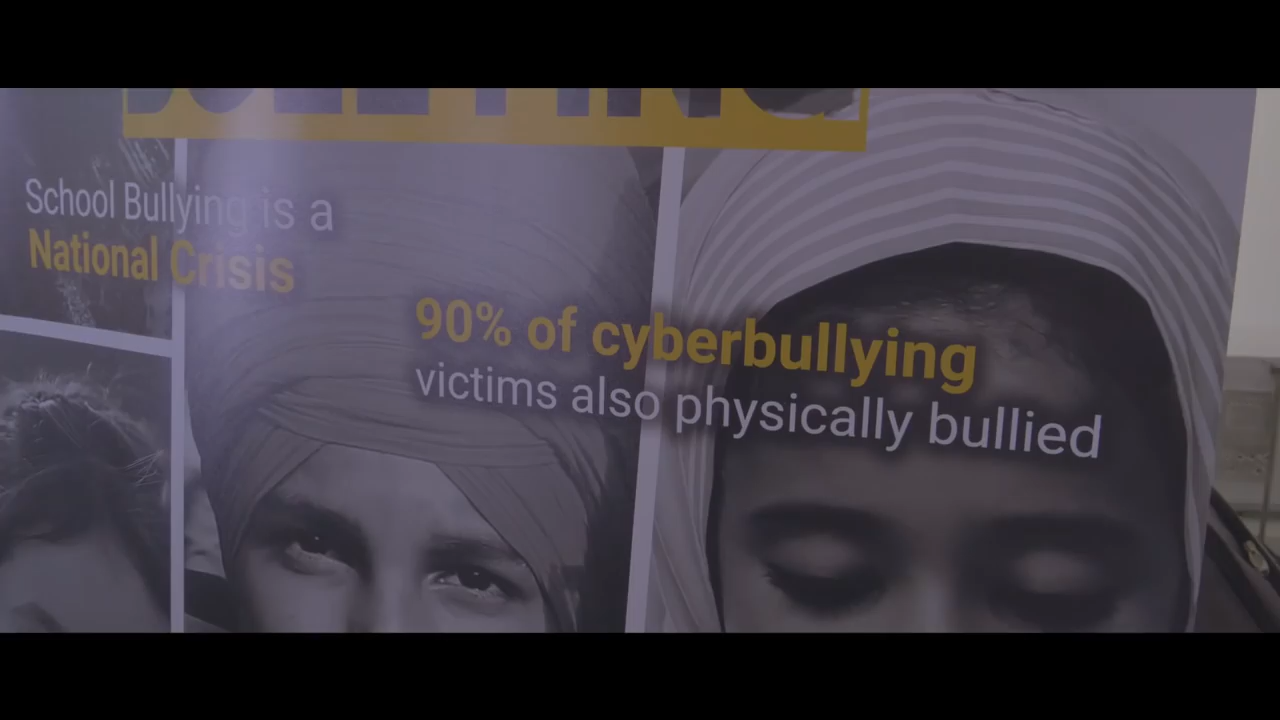 School Bullying is a
National Crisis
90% of cyberbullying
victims also physically bullied